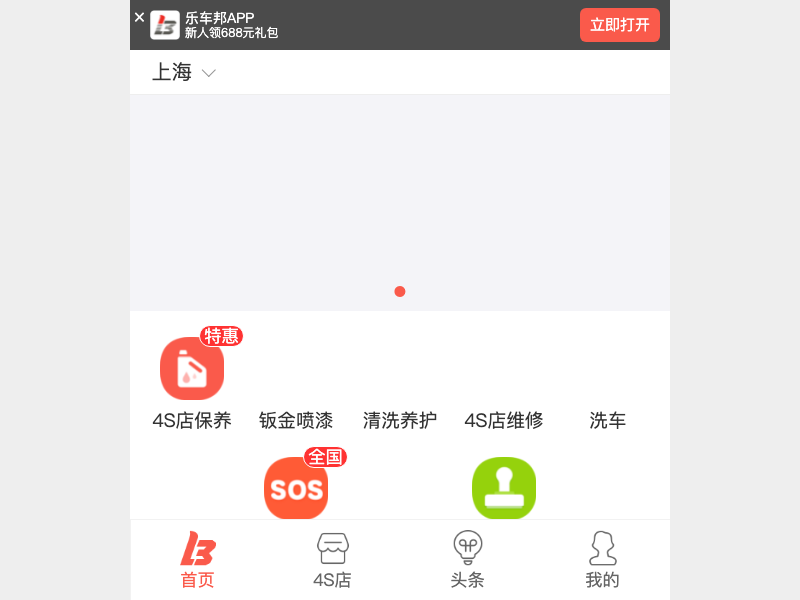 乐车邦APP
新人领688元礼包
立即打开
上海
特惠
4S店保养 钣金喷漆 清洗养护 4S店维修 洗车
全国
SOS
首页 4S店 头条 我的